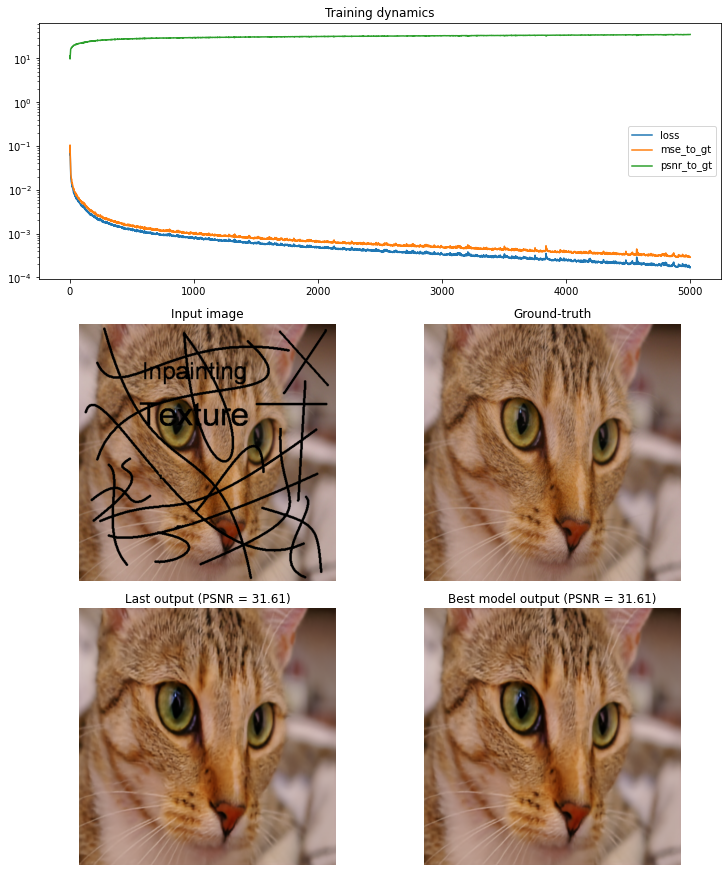 Training dynamics
10¹
10⁰
10⁻¹
10⁻²
10⁻³
10⁻⁴
loss
mse_to_gt
psnr_to_gt
0
1000
2000
3000
4000
5000
Input image
Ground-truth
Inpainting
Texture
Last output (PSNR = 31.61)
Best model output (PSNR = 31.61)